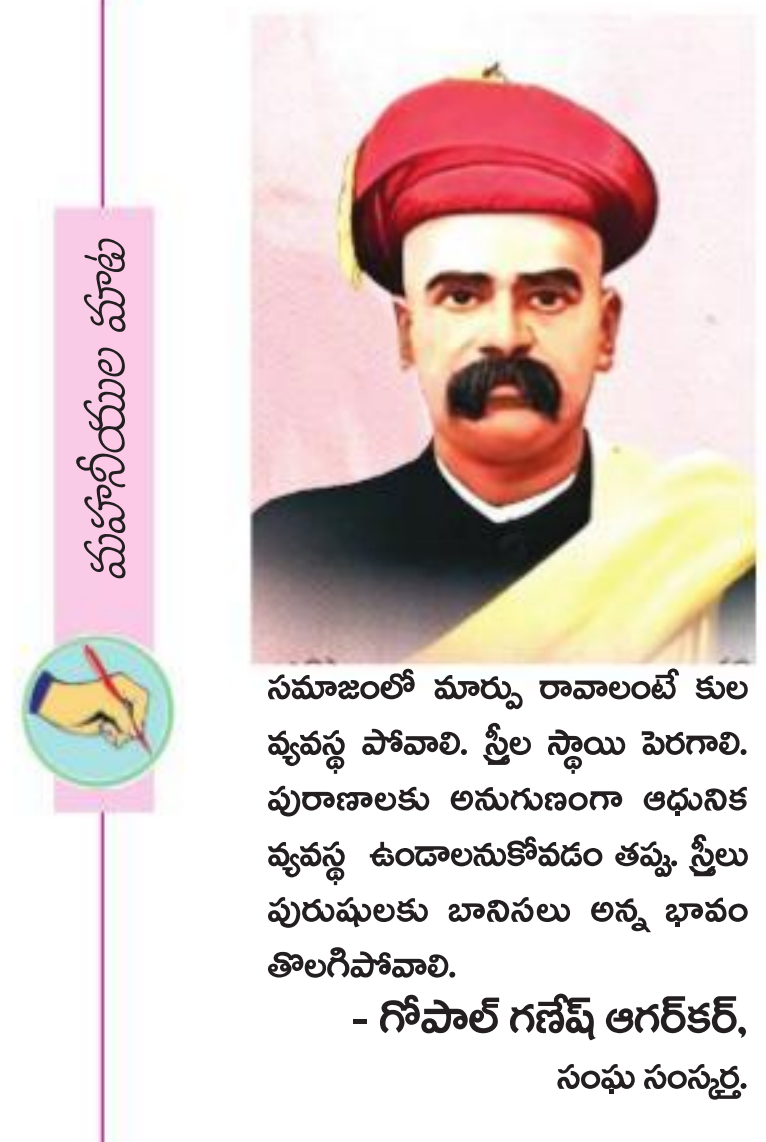 మహనీయుల మాట
సమాజంలో మార్పు రావాలంటే కుల
వ్యవస్థ పోవాలి. స్త్రీల స్థాయి పెరగాలి.
పురాణాలకు అనుగుణంగా ఆధునిక
వ్యవస్థ ఉండాలనుకోవడం తప్పు. స్త్రీలు
పురుషులకు బానిసలు అన్న భావం
తొలగిపోవాలి.
- గోపాల్ గణేష్ ఆగర్‌కర్,
సంఘ సంస్కర్త.